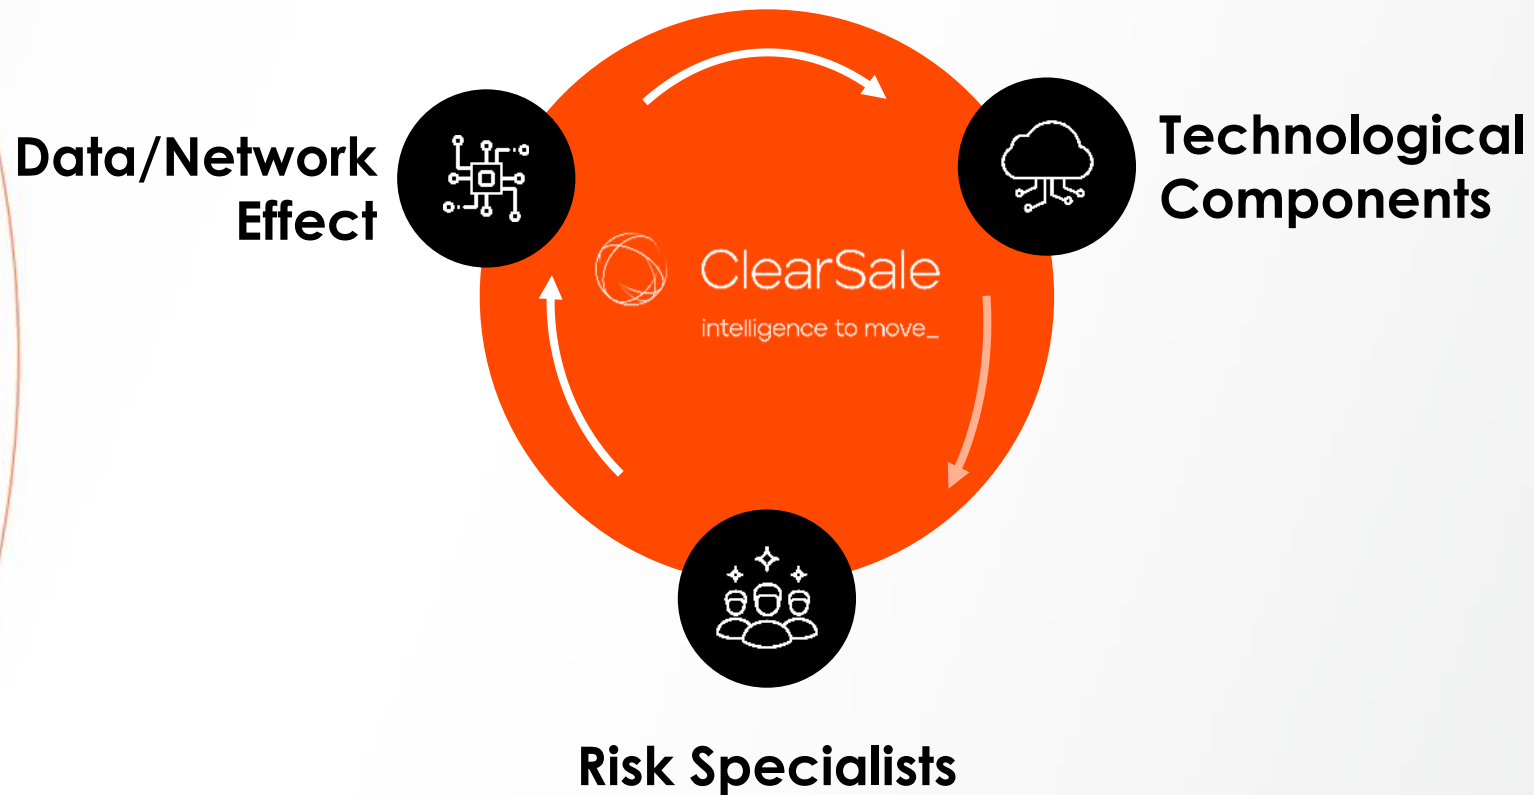 Data/Network
Effect
Technological
Components
ClearSale
intelligence to move_
Risk Specialists